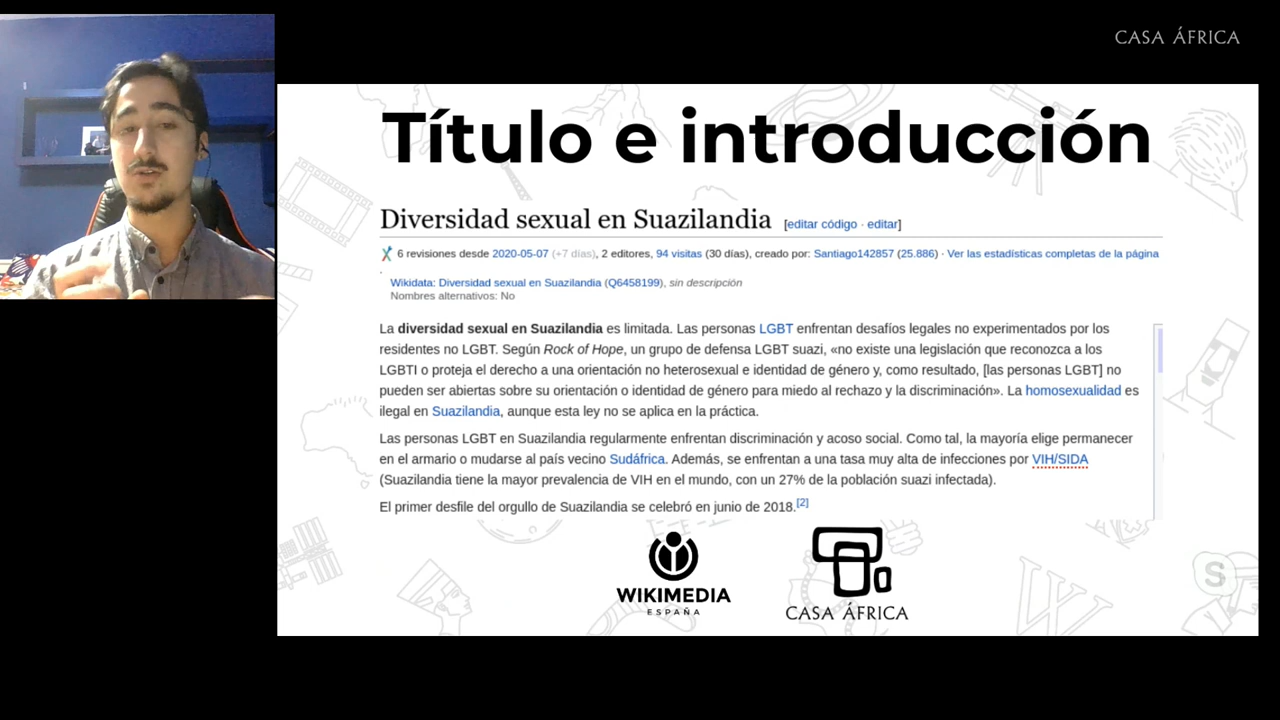 CASA ÁFRICA
Título e introducción
Diversidad sexual en Suazilandia [editar código · editar]
6 revisiones desde 2020-05-07 (+7 días), 2 editores, 94 visitas (30 días), creado por: Santiago142857 (25.886) · Ver las estadísticas completas de la página
.
Wikidata: Diversidad sexual en Suazilandia (Q6458199), sin descripción
Nombres alternativos: No
La diversidad sexual en Suazilandia es limitada. Las personas LGBT enfrentan desafíos legales no experimentados por los
residentes no LGBT. Según Rock of Hope, un grupo de defensa LGBT suazi, «no existe una legislación que reconozca a los
LGBTI o proteja el derecho a una orientación no heterosexual e identidad de género y, como resultado, [las personas LGBT] no
pueden ser abiertas sobre su orientación o identidad de género para miedo al rechazo y la discriminación». La homosexualidad es
ilegal en Suazilandia, aunque esta ley no se aplica en la práctica.
Las personas LGBT en Suazilandia regularmente enfrentan discriminación y acoso social. Como tal, la mayoría elige permanecer
en el armario o mudarse al país vecino Sudáfrica. Además, se enfrentan a una tasa muy alta de infecciones por VIH/SIDA
(Suazilandia tiene la mayor prevalencia de VIH en el mundo, con un 27% de la población suazi infectada).
El primer desfile del orgullo de Suazilandia se celebró en junio de 2018.[2]
WIKIMEDIA
ESPAÑA
CASA ÁFRICA